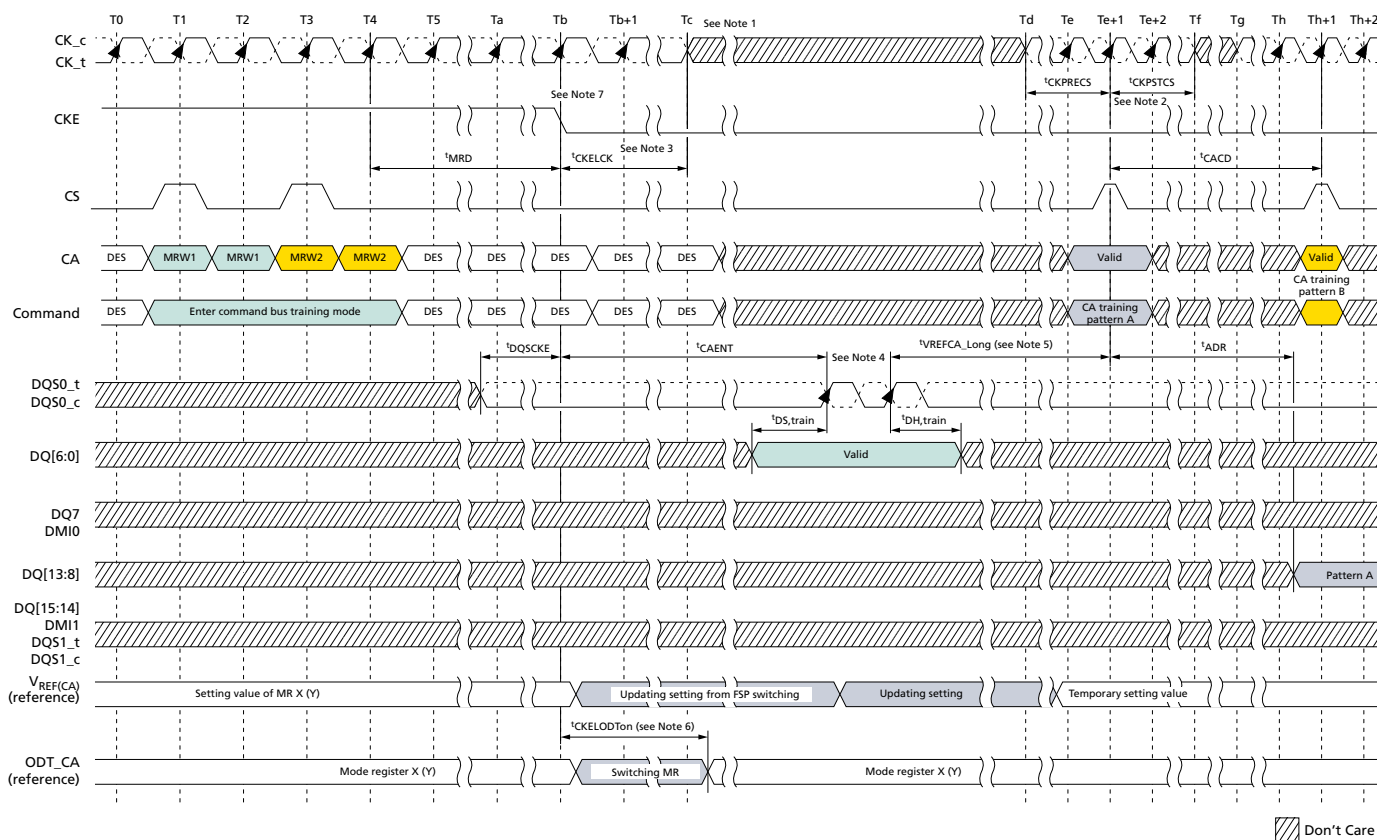 T0 T1 T2 T3 T4 T5 Ta Tb Tb+1 Tc See Note 1 Td Te Te+1 Te+2 Tf Tg Th Th+1 Th+2
CK_c
CK_t
tCKPRECS tCKPSTCS
See Note 2
See Note 7
CKE
See Note 3
tMRD tCKELCK tCACD
CS
CA DES MRW1 MRW1 MRW2 MRW2 DES DES DES DES DES Valid Valid
CA training
pattern B
Command DES Enter command bus training mode DES DES DES DES DES CA training
pattern A
tDQSCKE tCAENT See Note 4 tVREFCA_Long (see Note 5) tADR
DQS0_t
DQS0_c
tDS,train tDH,train
DQ[6:0] Valid
DQ7
DMI0
DQ[13:8] Pattern A
DQ[15:14]
DMI1
DQS1_t
DQS1_c
VREF(CA)
(reference) Setting value of MR X (Y) Updating setting from FSP switching Updating setting Temporary setting value
tCKELODTon (see Note 6)
ODT_CA
(reference) Mode register X (Y) Switching MR Mode register X (Y)
Don't Care